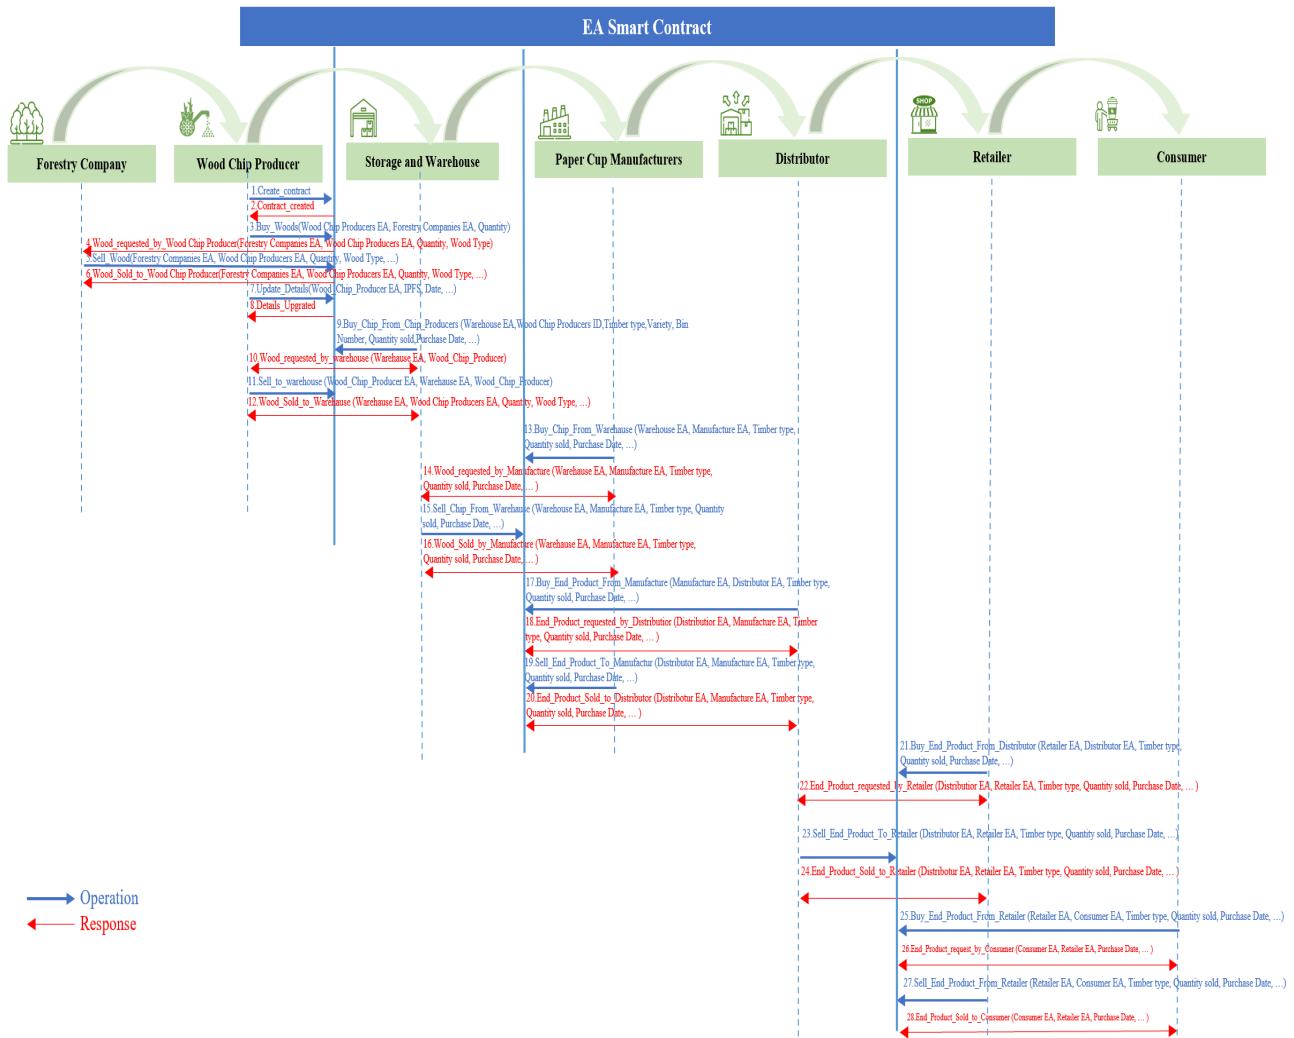 EA Smart Contract
SHOP
Forestry Company
Wood Chip Producer
Storage and Warehouse
Paper Cup Manufacturers
Distributor
Retailer
Consumer
1.Create_contract
2.Contract_created
3.Buy_Woods(Wood Chip Producers EA, Forestry Companies EA, Quantity)
4.Wood_requested_by_Wood Chip Producer(Forestry Companies EA, Wood Chip Producers EA, Quantity, Wood Type)
5.Sell_Wood(Forestry Companies EA, Wood Chip Producers EA, Quantity, Wood Type, …)
6.Wood_Sold_to_Wood Chip Producer(Forestry Companies EA, Wood Chip Producers EA, Quantity, Wood Type, …)
7.Update_Details(Wood_Chip_Producer EA, IPFS, Date, …)
8.Details_Upgrated
9.Buy_Chip_From_Chip_Producers (Warehouse EA,Wood Chip Producers ID,Timber type,Variety, Bin
Number, Quantity sold,Purchase Date, …)
10.Wood_requested_by_warehouse (Warehause EA, Wood_Chip_Producer)
11.Sell_to_warehouse (Wood_Chip_Producer EA, Warehause EA, Wood_Chip_Producer)
12.Wood_Sold_to_Warehause (Warehause EA, Wood Chip Producers EA, Quantity, Wood Type, …)
13.Buy_Chip_From_Warehause (Warehouse EA, Manufacture EA, Timber type,
Quantity sold, Purchase Date, …)
14.Wood_requested_by_Manufacture (Warehause EA, Manufacture EA, Timber type,
Quantity sold, Purchase Date, … )
15.Sell_Chip_From_Warehause (Warehouse EA, Manufacture EA, Timber type, Quantity
sold, Purchase Date, …)
16.Wood_Sold_by_Manufacture (Warehause EA, Manufacture EA, Timber type,
Quantity sold, Purchase Date, … )
17.Buy_End_Product_From_Manufacture (Manufacture EA, Distributor EA, Timber type,
Quantity sold, Purchase Date, …)
18.End_Product_requested_by_Distributior (Distributior EA, Manufacture EA, Timber
type, Quantity sold, Purchase Date, … )
19.Sell_End_Product_To_Manufactur (Distributor EA, Manufacture EA, Timber type,
Quantity sold, Purchase Date, …)
20.End_Product_Sold_to_Distributor (Distribotur EA, Manufacture EA, Timber type,
Quantity sold, Purchase Date, … )
21.Buy_End_Product_From_Distributor (Retailer EA, Distributor EA, Timber type,
Quantity sold, Purchase Date, …)
22.End_Product_requested_by_Retailer (Distributior EA, Retailer EA, Timber type, Quantity sold, Purchase Date, … )
23.Sell_End_Product_To_Retailer (Distributor EA, Retailer EA, Timber type, Quantity sold, Purchase Date, …)
24.End_Product_Sold_to_Retailer (Distribotur EA, Retailer EA, Timber type, Quantity sold, Purchase Date, … )
Operation
Response
25.Buy_End_Product_From_Retailer (Retailer EA, Consumer EA, Timber type, Quantity sold, Purchase Date, …)
26.End_Product_request_by_Consumer (Consumer EA, Retailer EA, Purchase Date, … )
27.Sell_End_Product_From_Retailer (Retailer EA, Consumer EA, Timber type, Quantity sold, Purchase Date, …)
28.End_Product_Sold_to_Consumer (Consumer EA, Retailer EA, Purchase Date, … )